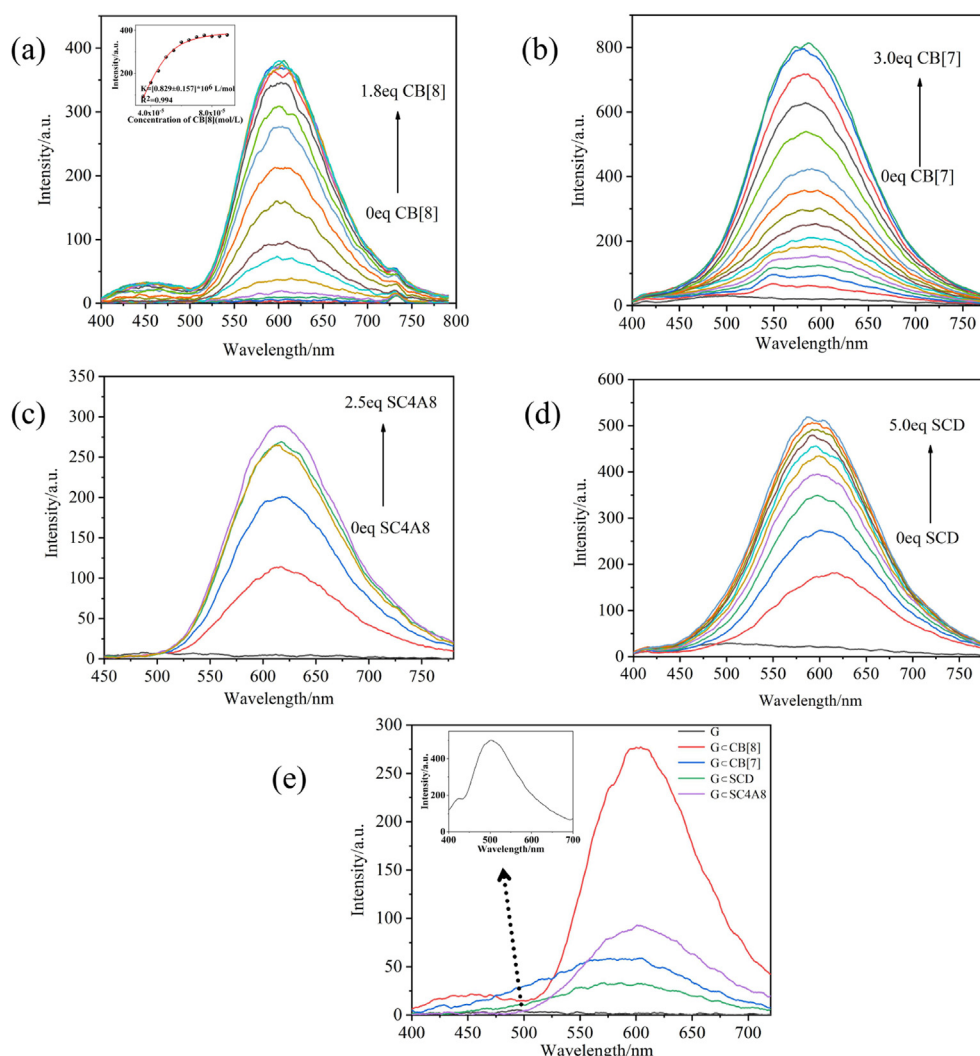 (a)
400
200
Intensity/a.u.
K=[0.829±0.157]*10⁶ L/mol
R2=0.994
4.0x10⁻⁵ 8.0x10⁻⁵
Concentration of CB[8](mol/L)
1.8eq CB[8]
0eq CB[8]
400
350
300
250
200
150
100
50
0
Intensity/a.u.
400 450 500 550 600 650 700 750 800
Wavelength/nm
(b)
3.0eq CB[7]
0eq CB[7]
800
600
400
200
0
Intensity/a.u.
400 450 500 550 600 650 700 750
Wavelength/nm
(c)
2.5eq SC4A8
0eq SC4A8
350
300
250
200
150
100
50
0
Intensity/a.u.
450 500 550 600 650 700 750
Wavelength/nm
(d)
5.0eq SCD
0eq SCD
600
500
400
300
200
100
0
Intensity/a.u.
400 450 500 550 600 650 700 750
Wavelength/nm
(e)
300
250
200
150
100
50
0
Intensity/a.u.
400
200
0
Intensity/a.u.
400 500 600 700
Wavelength/nm
G
G⊂CB[8]
G⊂CB[7]
G⊂SCD
G⊂SC4A8
400 450 500 550 600 650 700
Wavelength/nm